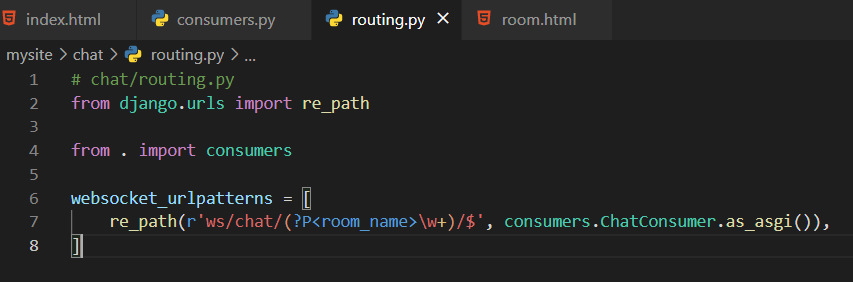 index.html consumers.py routing.py × room.html
mysite > chat > routing.py > ...
1 # chat/routing.py
2 from django.urls import re_path
3
4 from . import consumers
5
6 websocket_urlpatterns = [
7     re_path(r'ws/chat/(?P<room_name>\w+)/$', consumers.ChatConsumer.as_asgi()),
8 ]